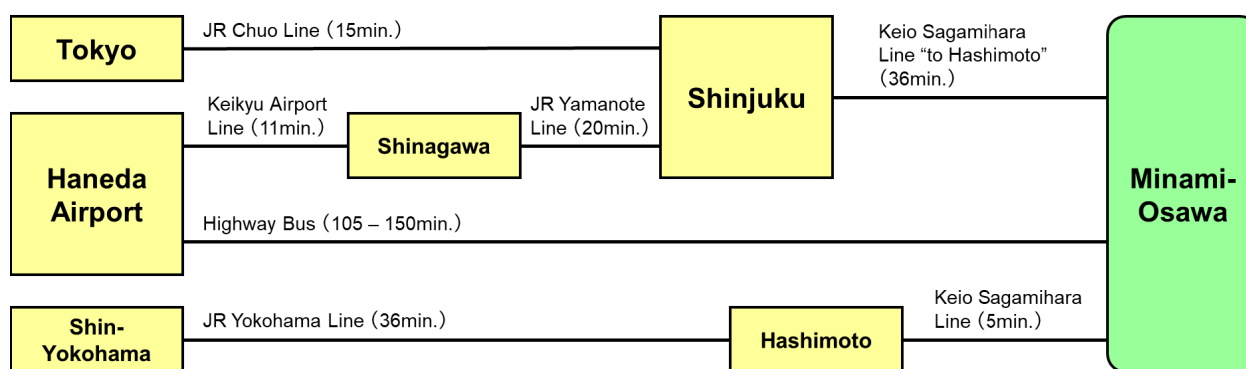 Tokyo
JR Chuo Line（15min.）
Shinjuku
Keio Sagamihara
Line “to Hashimoto”
（36min.）
Haneda
Airport
Keikyu Airport
Line（11min.）
Shinagawa
JR Yamanote
Line（20min.）
Highway Bus（105 – 150min.）
Minami-
Osawa
Shin-
Yokohama
JR Yokohama Line（36min.）
Hashimoto
Keio Sagamihara
Line（5min.）